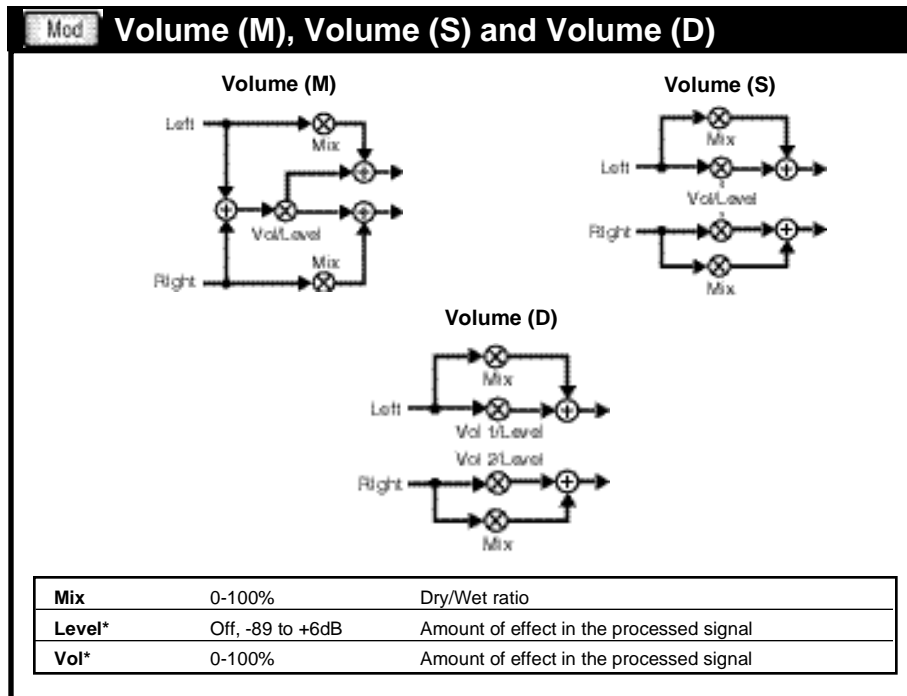 Mod Volume (M), Volume (S) and Volume (D)
Volume (M)
Left
Mix
Vol/Level
Mix
Right
Volume (S)
Mix
Left
Vol/Level
Right
Mix
Volume (D)
Mix
Left
Vol 1/Level
Vol 2/Level
Right
Mix
Mix 0-100% Dry/Wet ratio
Level* Off, -89 to +6dB Amount of effect in the processed signal
Vol* 0-100% Amount of effect in the processed signal